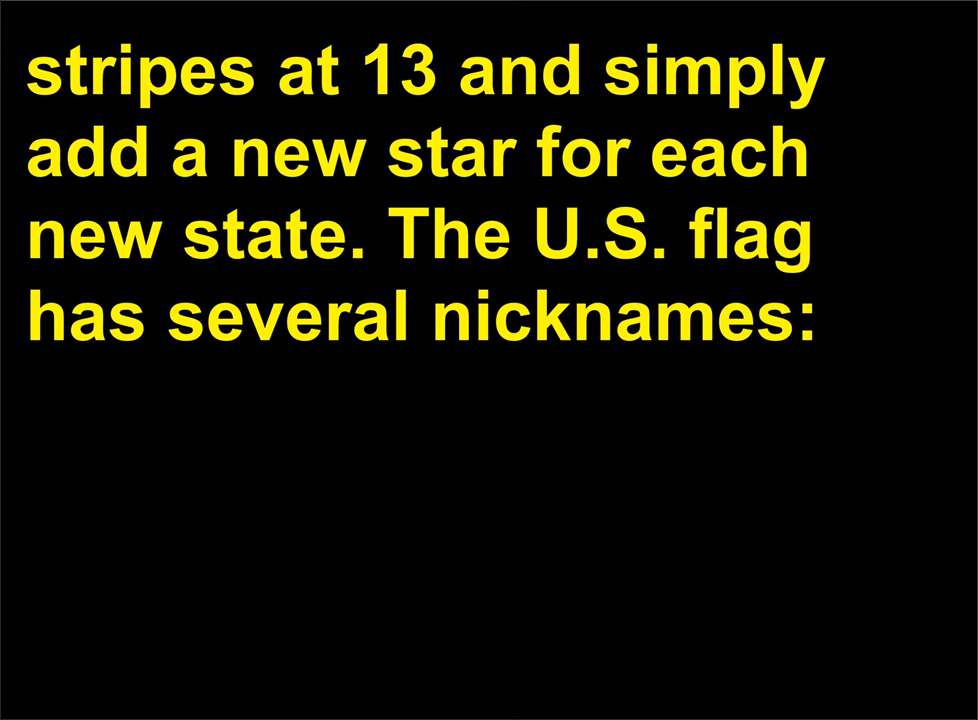 stripes at 13 and simply
add a new star for each
new state. The U.S. flag
has several nicknames: